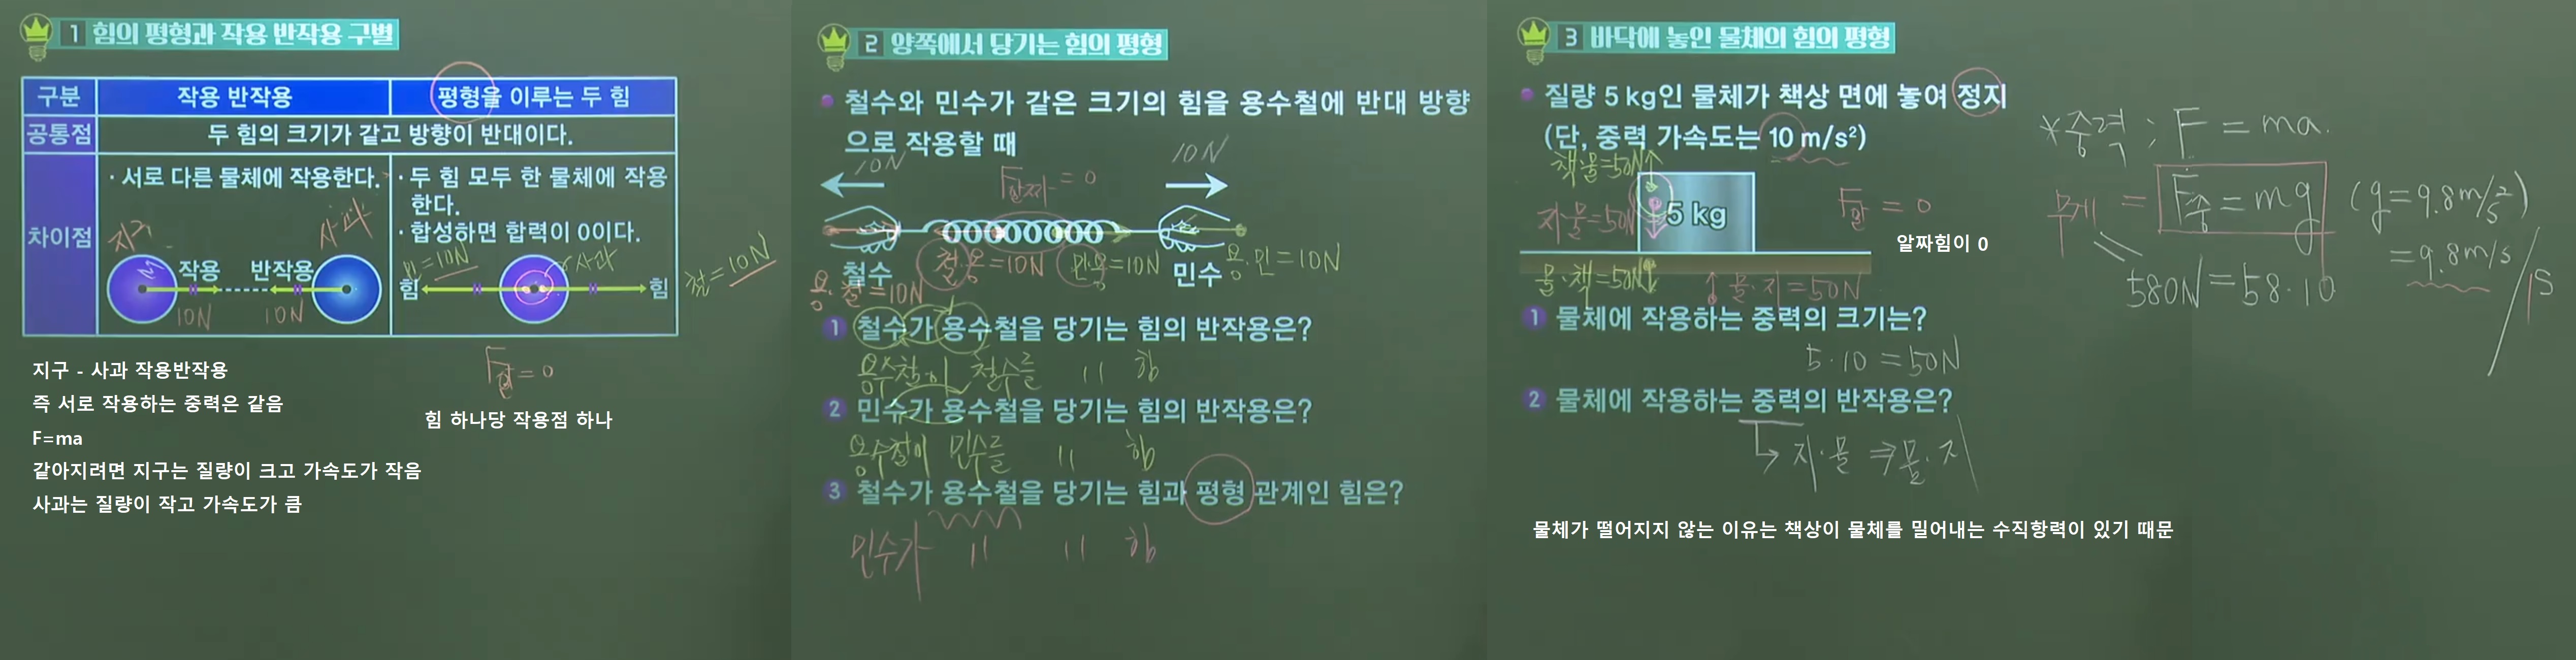 1 힘의 평형과 작용 반작용 구별
구분 작용 반작용 평형을 이루는 두 힘
공통점 두 힘의 크기가 같고 방향이 반대이다.
차이점
· 서로 다른 물체에 작용한다.
지구 사과
작용 반작용
10N 10N
· 두 힘 모두 한 물체에 작용
한다.
· 합성하면 합력이 0이다.
민=10N 사과 철=10N
힘 힘
F합=0
지구 - 사과 작용반작용
즉 서로 작용하는 중력은 같음
F=ma
같아지려면 지구는 질량이 크고 가속도가 작음
사과는 질량이 작고 가속도가 큼
힘 하나당 작용점 하나
2 양쪽에서 당기는 힘의 평형
• 철수와 민수가 같은 크기의 힘을 용수철에 반대 방향
으로 작용할 때
10N F알짜=0 10N
철수 철·용=10N 민·용=10N 민수 용·민=10N
용·철=10N
1 철수가 용수철을 당기는 힘의 반작용은?
용수철이 철수를 〃 힘
2 민수가 용수철을 당기는 힘의 반작용은?
용수철이 민수를 〃 힘
3 철수가 용수철을 당기는 힘과 평형 관계인 힘은?
민수가 〃 〃 힘
3 바닥에 놓인 물체의 힘의 평형
• 질량 5 kg인 물체가 책상 면에 놓여 정지
(단, 중력 가속도는 10 m/s²)
책·물=50N↑
지·물=50N 5 kg F합=0
알짜힘이 0
물·책=50N↓ ↑물·지=50N
1 물체에 작용하는 중력의 크기는?
5·10=50N
2 물체에 작용하는 중력의 반작용은?
↳ 지·물 ⇒ 물·지
물체가 떨어지지 않는 이유는 책상이 물체를 밀어내는 수직항력이 있기 때문
*중력 : F=ma.
무게 = F중=mg (g=9.8m/s²)
=9.8m/s/1s
580N=58·10